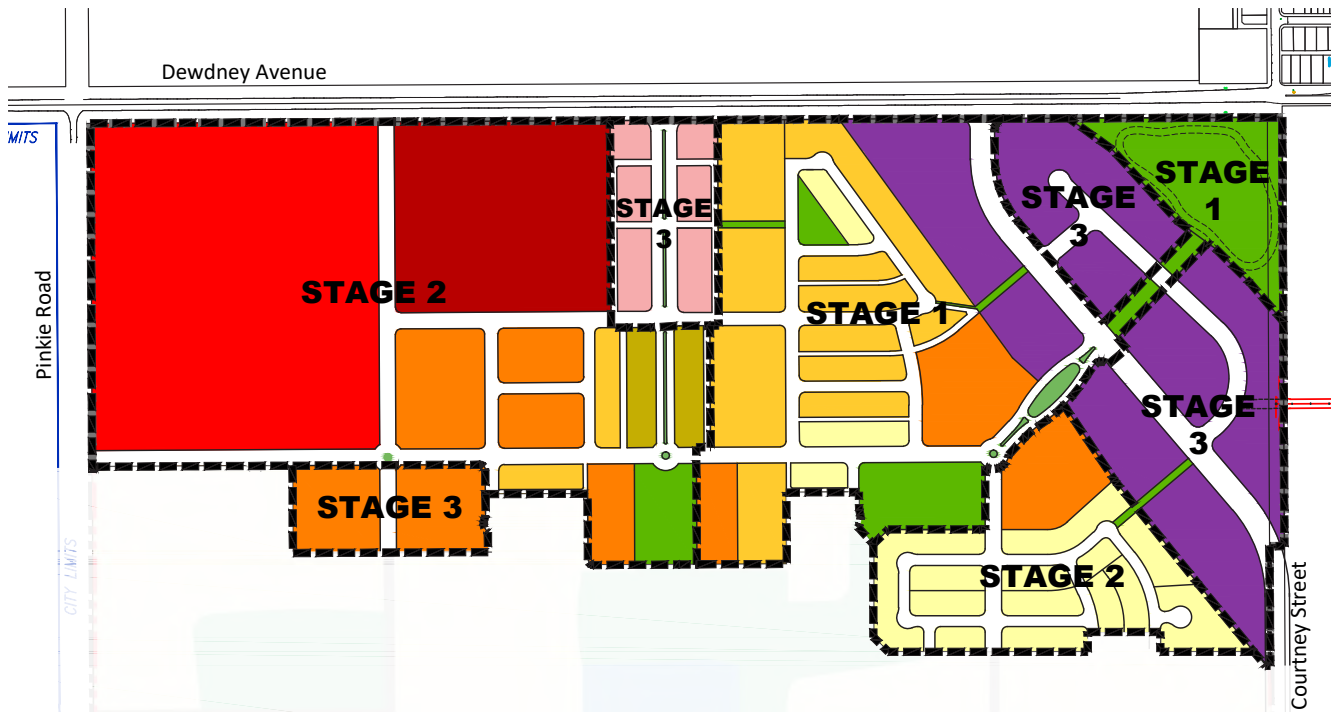 Dewdney Avenue
MITS
STAGE
1
STAGE
3
STAGE
3
STAGE 2
STAGE 1
Pinkie Road
STAGE
3
STAGE 3
STAGE 2
CITY LIMITS
Courtney Street